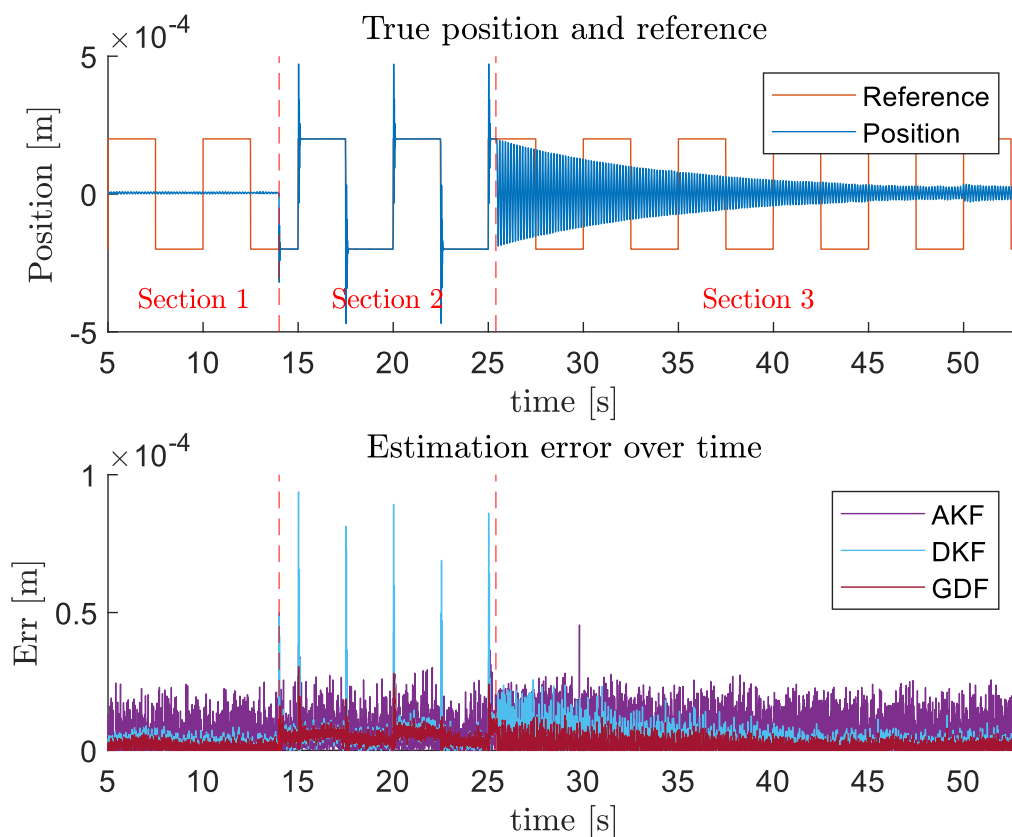 True position and reference
×10⁻⁴
5
0
-5
Position [m]
Reference
Position
Section 1
Section 2
Section 3
5 10 15 20 25 30 35 40 45 50
time [s]
Estimation error over time
×10⁻⁴
1
0.5
0
Err [m]
AKF
DKF
GDF
5 10 15 20 25 30 35 40 45 50
time [s]